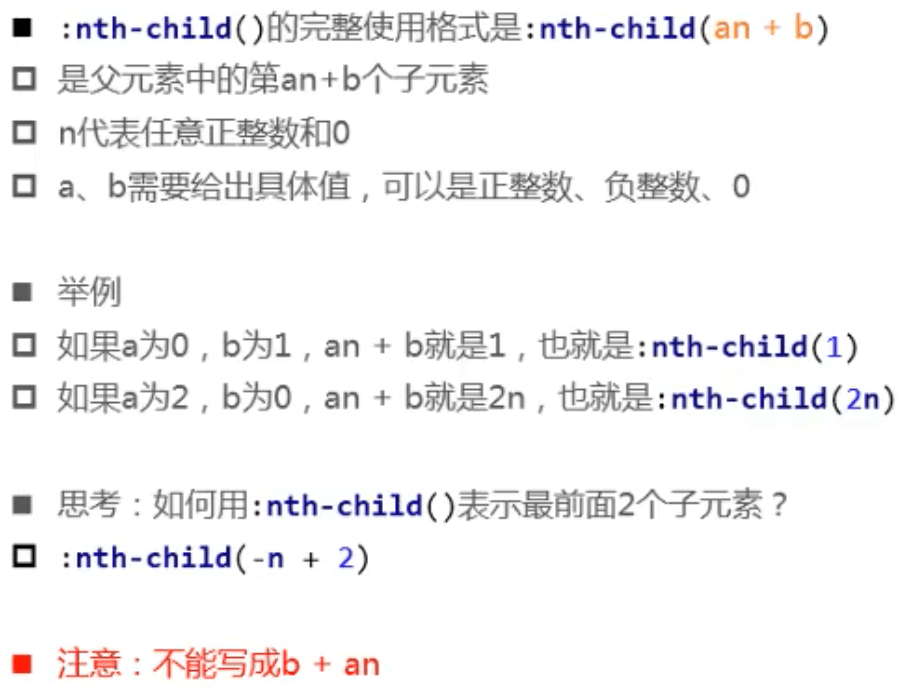 ■ :nth-child()的完整使用格式是:nth-child(an + b)
□ 是父元素中的第an+b个子元素
□ n代表任意正整数和0
□ a、b需要给出具体值，可以是正整数、负整数、0
■ 举例
□ 如果a为0，b为1，an + b就是1，也就是:nth-child(1)
□ 如果a为2，b为0，an + b就是2n，也就是:nth-child(2n)
■ 思考：如何用:nth-child()表示最前面2个子元素？
□ :nth-child(-n + 2)
■ 注意：不能写成b + an